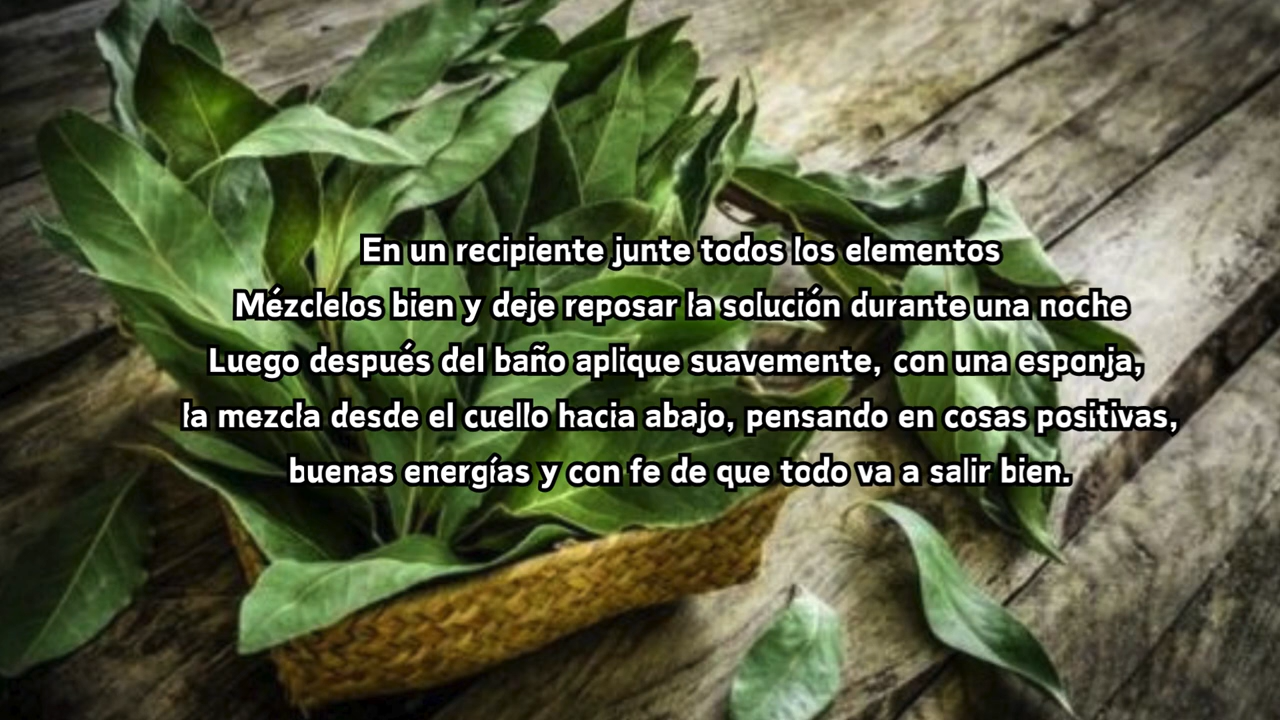 En un recipiente junte todos los elementos
Mézclelos bien y deje reposar la solución durante una noche
Luego después del baño aplique suavemente, con una esponja,
la mezcla desde el cuello hacia abajo, pensando en cosas positivas,
buenas energías y con fe de que todo va a salir bien.